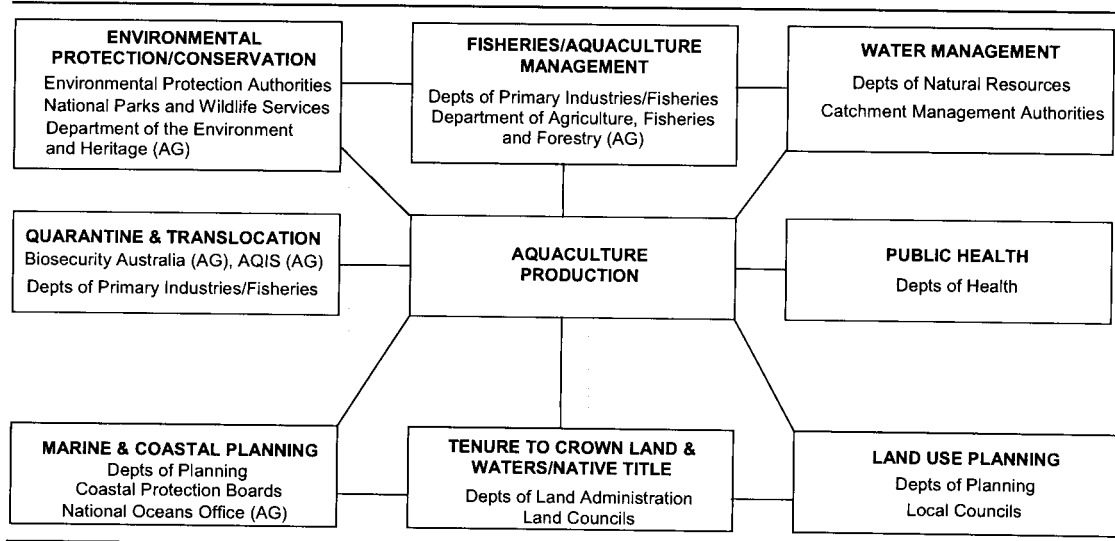 ENVIRONMENTAL
PROTECTION/CONSERVATION
Environmental Protection Authorities
National Parks and Wildlife Services
Department of the Environment
and Heritage (AG)
FISHERIES/AQUACULTURE
MANAGEMENT
Depts of Primary Industries/Fisheries
Department of Agriculture, Fisheries
and Forestry (AG)
WATER MANAGEMENT
Depts of Natural Resources
Catchment Management Authorities
QUARANTINE & TRANSLOCATION
Biosecurity Australia (AG), AQIS (AG)
Depts of Primary Industries/Fisheries
AQUACULTURE
PRODUCTION
PUBLIC HEALTH
Depts of Health
MARINE & COASTAL PLANNING
Depts of Planning
Coastal Protection Boards
National Oceans Office (AG)
TENURE TO CROWN LAND &
WATERS/NATIVE TITLE
Depts of Land Administration
Land Councils
LAND USE PLANNING
Depts of Planning
Local Councils